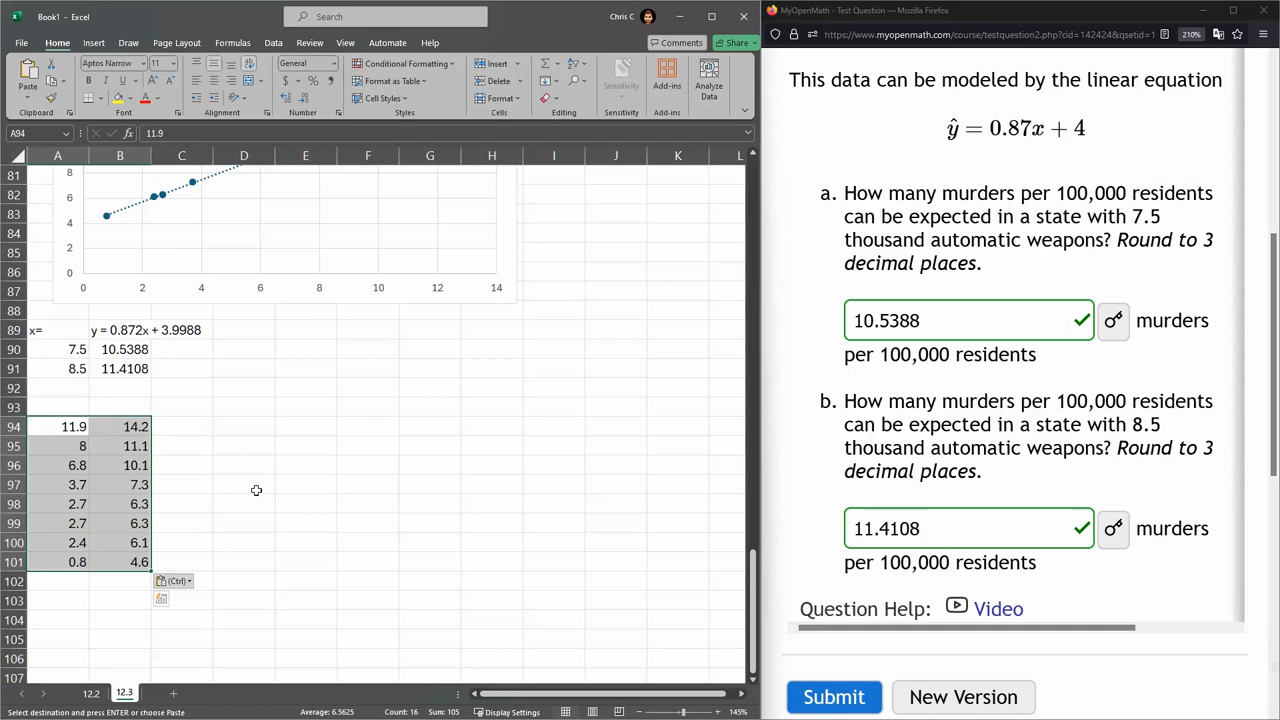 Book1 - Excel
Search
Chris C
File Home Insert Draw Page Layout Formulas Data Review View Automate Help
Comments Share
Paste
Clipboard
Aptos Narrow 11
B I U
Font
Alignment
General
Number
Conditional Formatting
Format as Table
Cell Styles
Styles
Insert
Delete
Format
Cells
Editing
Sensitivity
Sensitivity
Add-ins
Add-ins
Analyze
Data
A94 fx 11.9
A B C D E F G H I J K L
81
82
83
84
85
86
87
88
8
6
4
2
0
0 2 4 6 8 10 12 14
89 x= y = 0.872x + 3.9988
90 7.5 10.5388
91 8.5 11.4108
92
93
94 11.9 14.2
95 8 11.1
96 6.8 10.1
97 3.7 7.3
98 2.7 6.3
99 2.7 6.3
100 2.4 6.1
101 0.8 4.6
102 (Ctrl)
103
104
105
106
107
12.2 12.3
Select destination and press ENTER or choose Paste Average: 6.5625 Count: 16 Sum: 105 Display Settings 145%
MyOpenMath - Test Question — Mozilla Firefox
https://www.myopenmath.com/course/testquestion2.php?cid=142424&qsetid=1 210%
This data can be modeled by the linear equation
ŷ = 0.87x + 4
a. How many murders per 100,000 residents
can be expected in a state with 7.5
thousand automatic weapons? Round to 3
decimal places.
10.5388 murders
per 100,000 residents
b. How many murders per 100,000 residents
can be expected in a state with 8.5
thousand automatic weapons? Round to 3
decimal places.
11.4108 murders
per 100,000 residents
Question Help: Video
Submit New Version